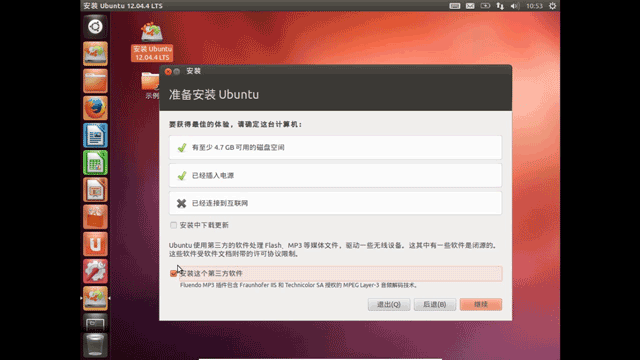 安装 Ubuntu 12.04.4 LTS
10:53
安装 Ubuntu
12.04.4 LTS
示例
安装
准备安装 Ubuntu
要获得最佳的体验，请确定这台计算机：
有至少 4.7 GB 可用的磁盘空间
已经插入电源
已经连接到互联网
安装中下载更新
Ubuntu 使用第三方的软件处理 Flash、MP3 等媒体文件，驱动一些无线设备。这其中有一些软件是闭源的。
这些软件受软件文档附带的许可协议限制。
安装这个第三方软件
Fluendo MP3 插件包含 Fraunhofer IIS 和 Technicolor SA 授权的 MPEG Layer-3 音频解码技术。
退出(Q)
后退(B)
继续